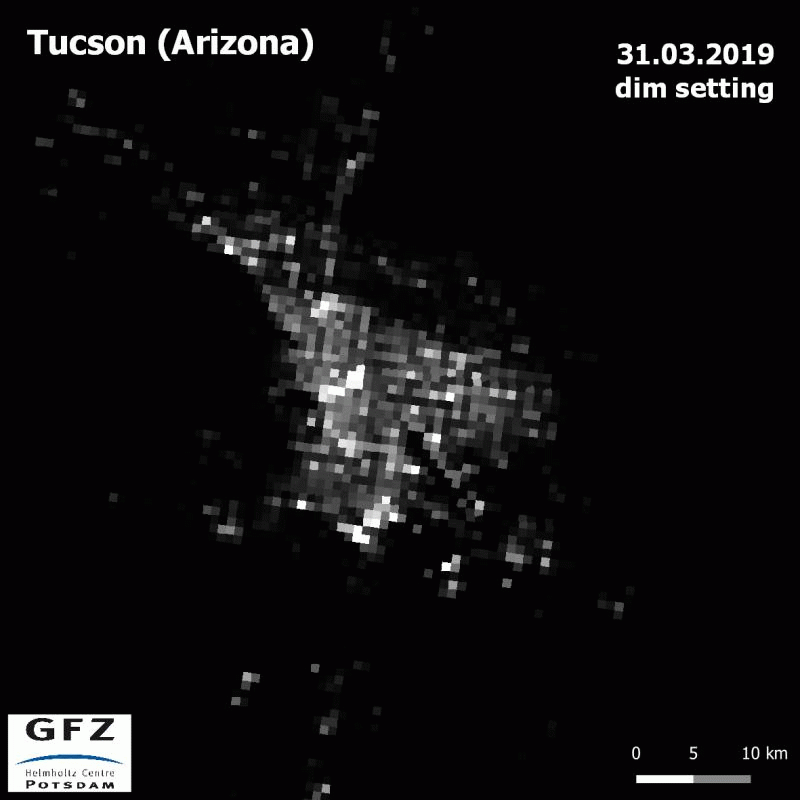 Tucson (Arizona)
31.03.2019
dim setting
GFZ
Helmholtz Centre
POTSDAM
0 5 10 km